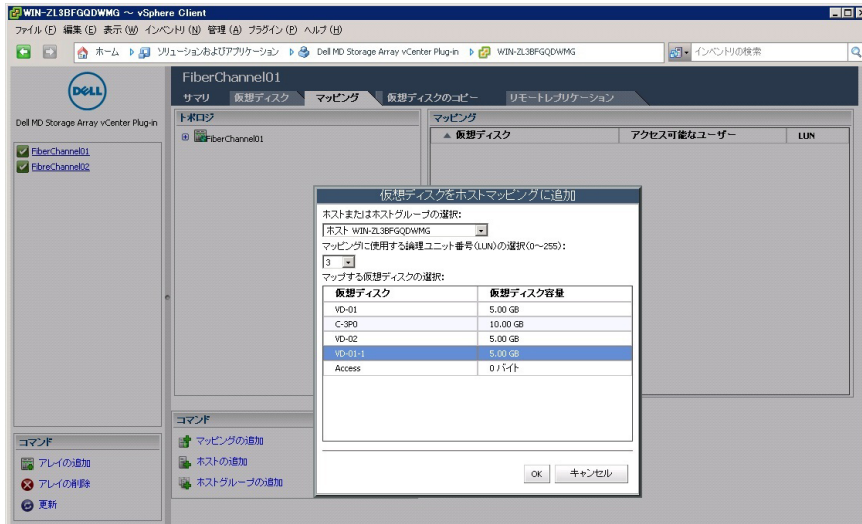 WIN-ZL3BFGQDWMG ~ vSphere Client
ファイル (F) 編集 (E) 表示 (W) インベントリ (N) 管理 (A) プラグイン (P) ヘルプ (H)
ホーム ソリューションおよびアプリケーション Dell MD Storage Array vCenter Plug-in WIN-ZL3BFGQDWMG インベントリの検索
DELL
Dell MD Storage Array vCenter Plug-in
FiberChannel01
FibreChannel02
コマンド
アレイの追加
アレイの削除
更新
FiberChannel01
サマリ 仮想ディスク マッピング 仮想ディスクのコピー リモートレプリケーション
トポロジ
FiberChannel01
マッピング
仮想ディスク アクセス可能なユーザー LUN
コマンド
マッピングの追加
ホストの追加
ホストグループの追加
仮想ディスクをホストマッピングに追加
ホストまたはホストグループの選択:
ホスト WIN-ZL3BFGQDWMG
マッピングに使用する論理ユニット番号(LUN)の選択(0～255):
3
マップする仮想ディスクの選択:
仮想ディスク 仮想ディスク容量
VD-01 5.00 GB
C-3P0 10.00 GB
VD-02 5.00 GB
VD-01-1 5.00 GB
Access 0 バイト
OK キャンセル